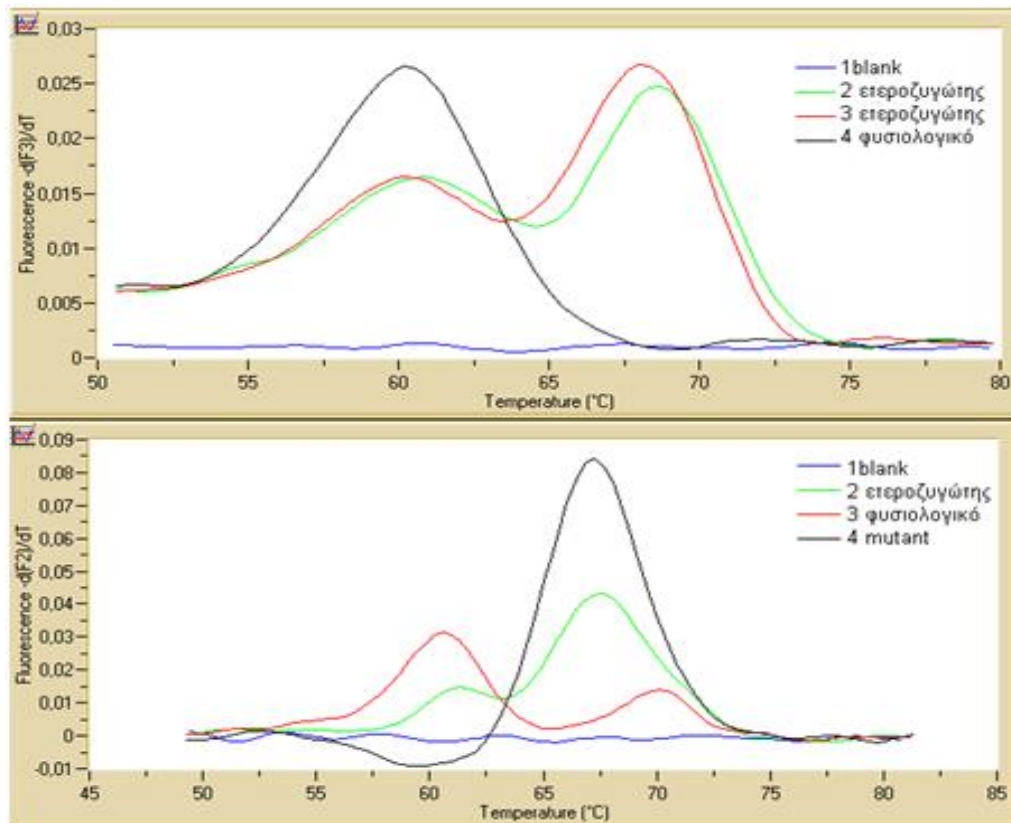 Fluorescence -d(F3)/dT
0,03
0,025
0,02
0,015
0,01
0,005
0
50 55 60 65 70 75 80
Temperature (°C)
1blank
2 ετεροζυγώτης
3 ετεροζυγώτης
4 φυσιολογικό
Fluorescence -d(F2)/dT
0,09
0,08
0,07
0,06
0,05
0,04
0,03
0,02
0,01
0
-0,01
45 50 55 60 65 70 75 80 85
Temperature (°C)
1blank
2 ετεροζυγώτης
3 φυσιολογικό
4 mutant